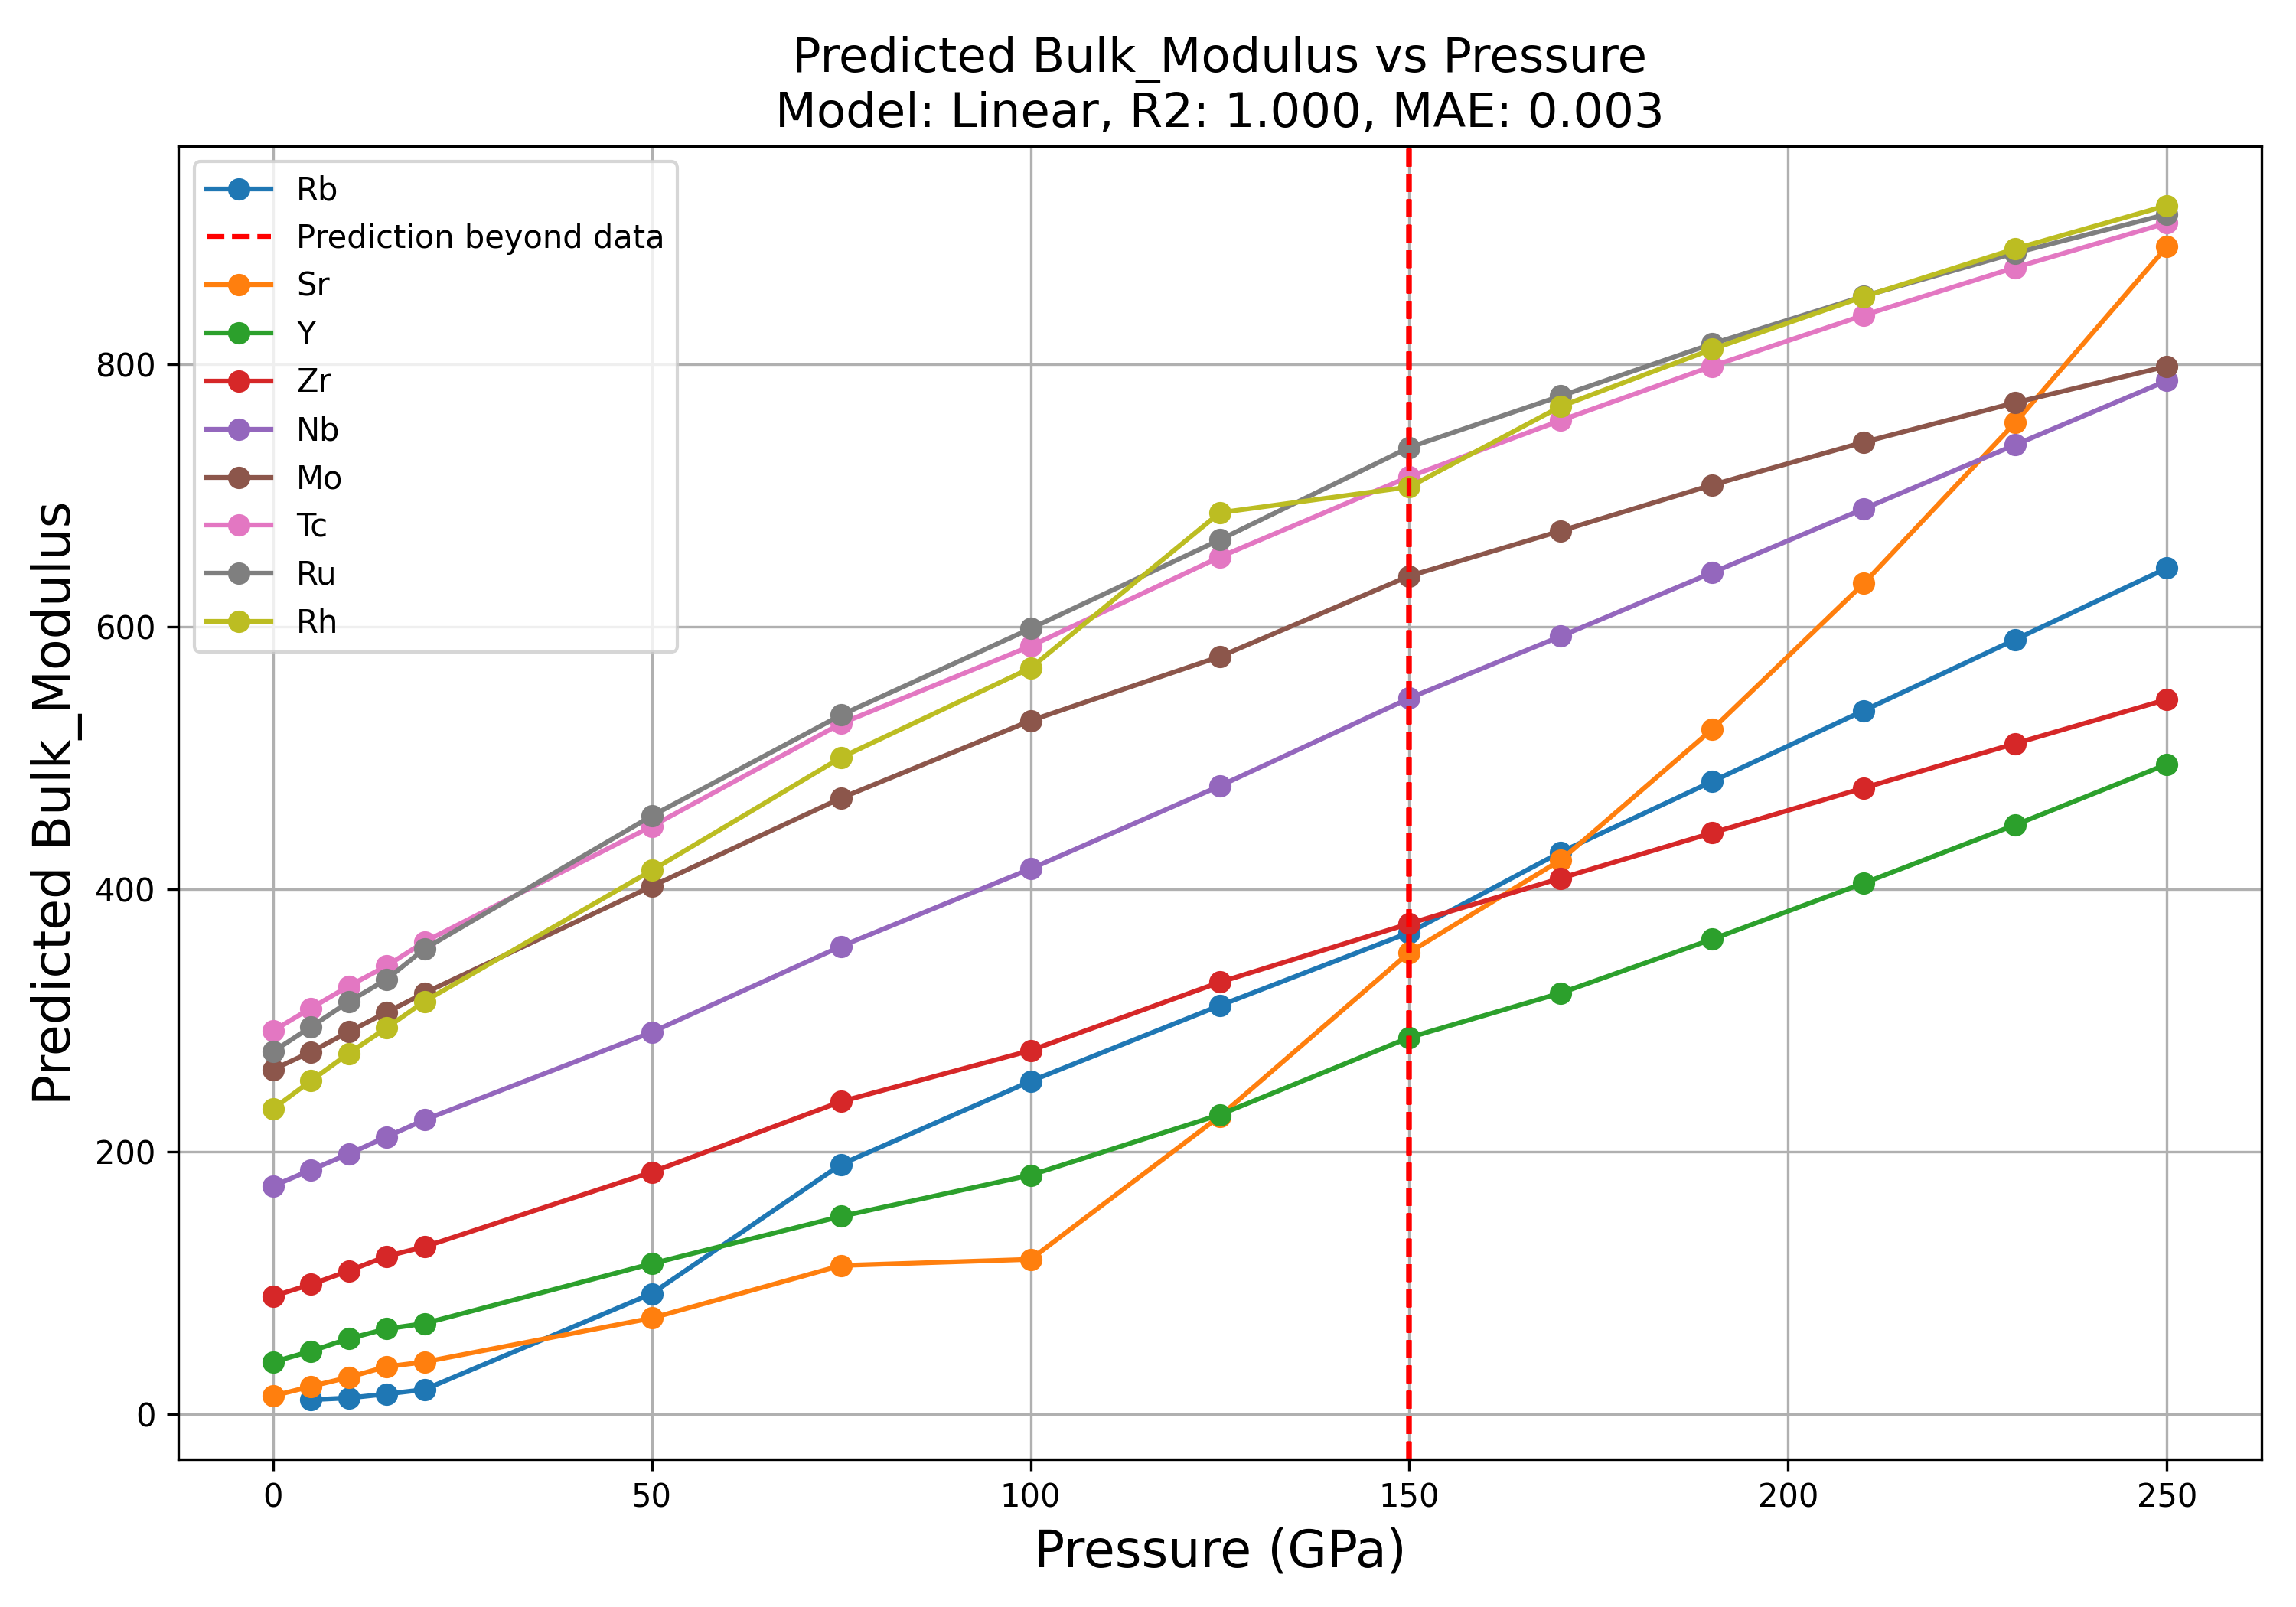 Predicted Bulk_Modulus vs Pressure
Model: Linear, R2: 1.000, MAE: 0.003
Rb
Prediction beyond data
Sr
Y
Zr
Nb
Mo
Tc
Ru
Rh
Predicted Bulk_Modulus
800
600
400
200
0
0 50 100 150 200 250
Pressure (GPa)